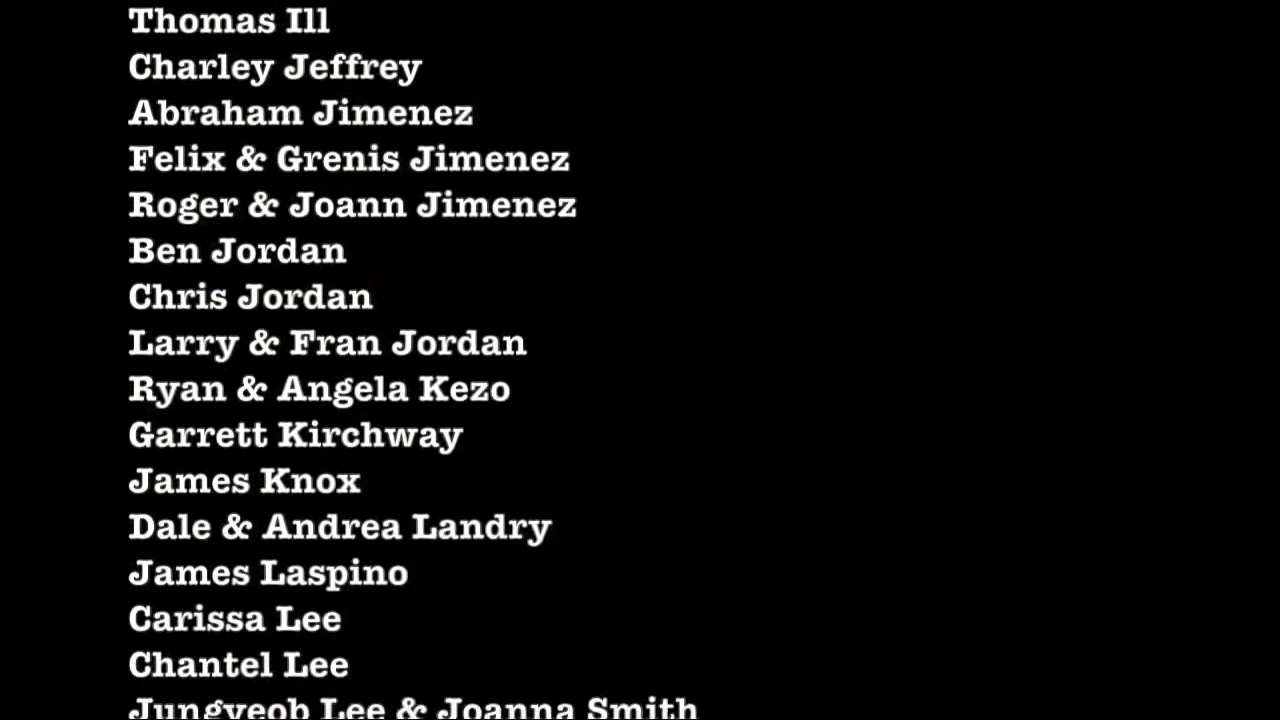 Thomas Ill
Charley Jeffrey
Abraham Jimenez
Felix & Grenis Jimenez
Roger & Joann Jimenez
Ben Jordan
Chris Jordan
Larry & Fran Jordan
Ryan & Angela Kezo
Garrett Kirchway
James Knox
Dale & Andrea Landry
James Laspino
Carissa Lee
Chantel Lee
Jungyeob Lee & Joanna Smith